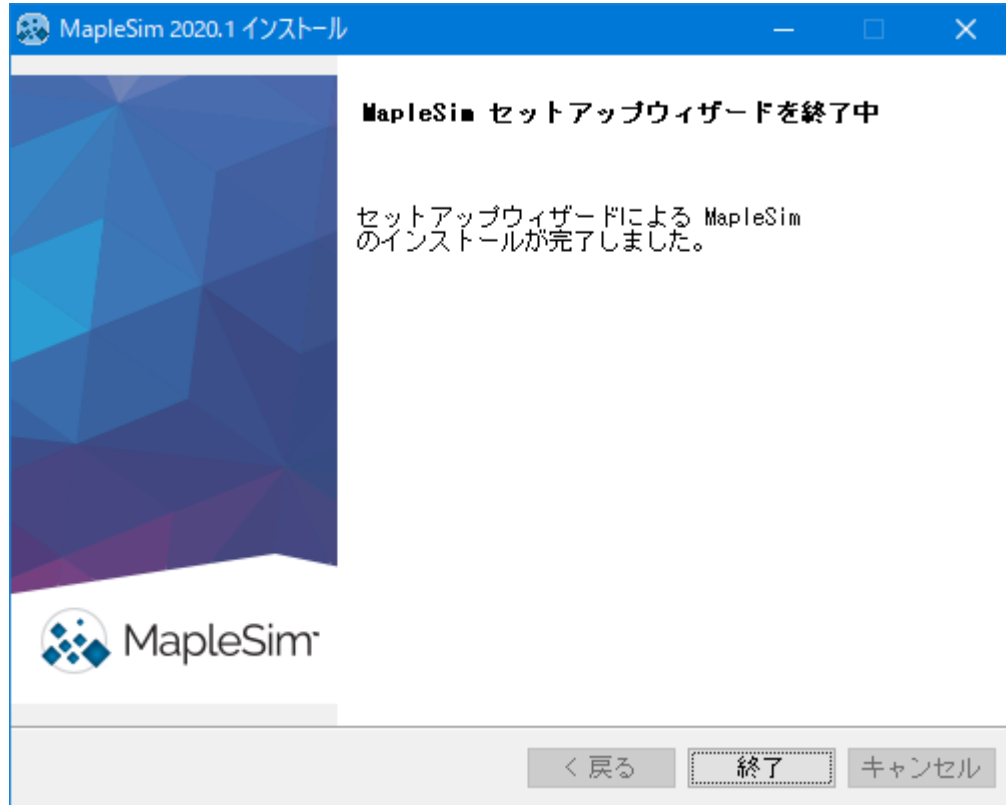 MapleSim 2020.1 インストール
MapleSim セットアップウィザードを終了中
セットアップウィザードによる MapleSim
のインストールが完了しました。
MapleSim
< 戻る
終了
キャンセル